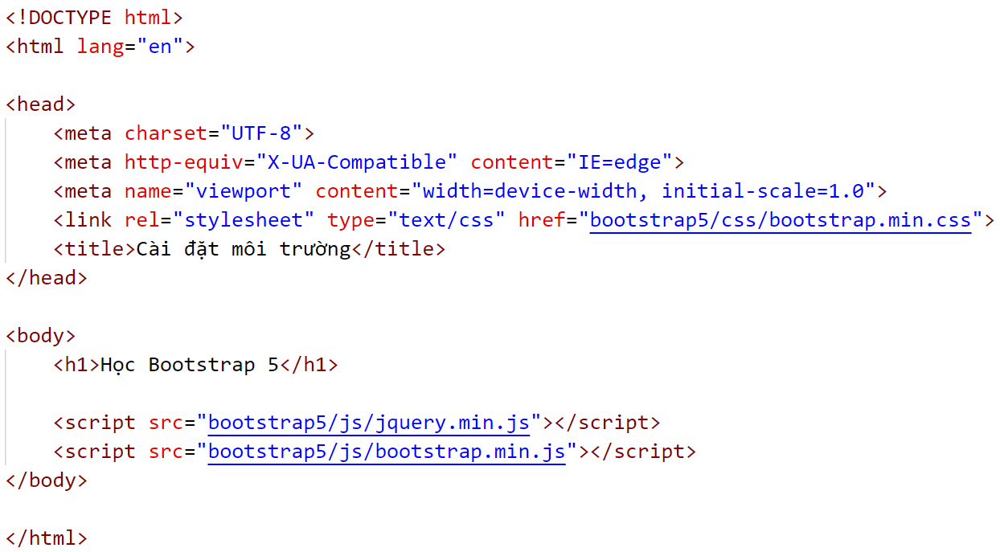 <!DOCTYPE html>
<html lang="en">
<head>
<meta charset="UTF-8">
<meta http-equiv="X-UA-Compatible" content="IE=edge">
<meta name="viewport" content="width=device-width, initial-scale=1.0">
<link rel="stylesheet" type="text/css" href="bootstrap5/css/bootstrap.min.css">
<title>Cài đặt môi trường</title>
</head>
<body>
<h1>Học Bootstrap 5</h1>
<script src="bootstrap5/js/jquery.min.js"></script>
<script src="bootstrap5/js/bootstrap.min.js"></script>
</body>
</html>